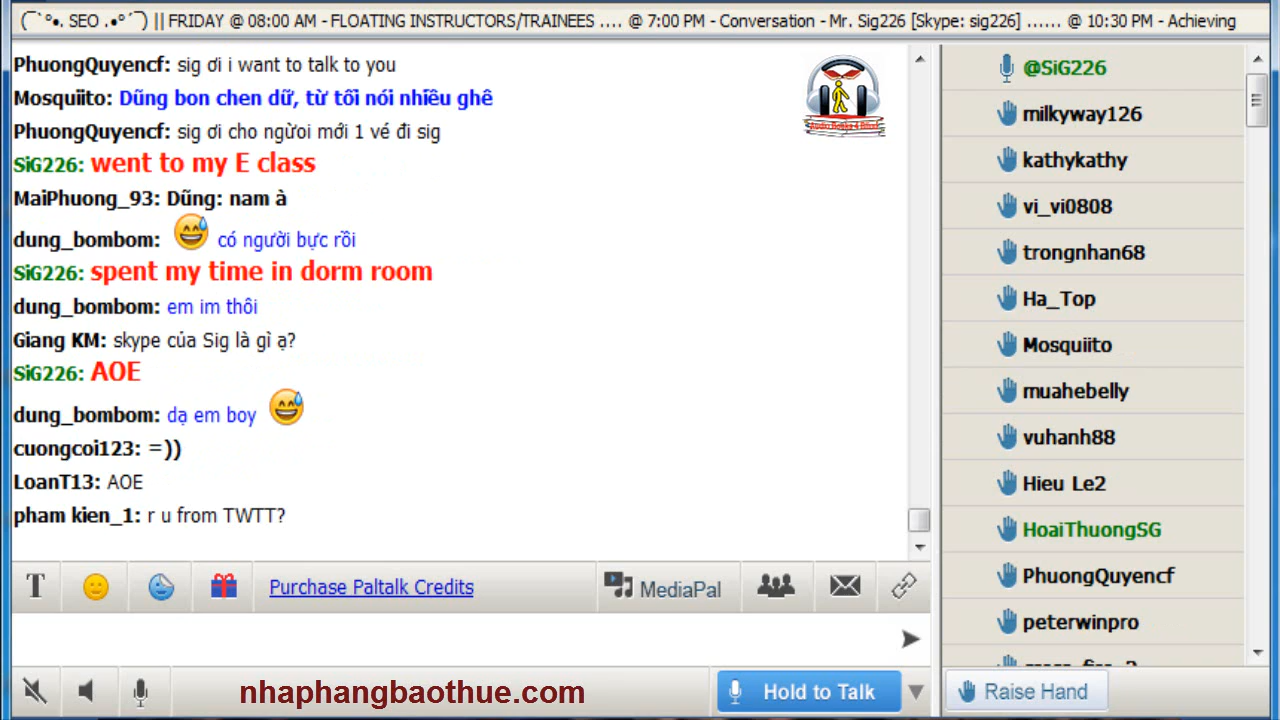 (¯`°•. SEO .•°´¯) || FRIDAY @ 08:00 AM - FLOATING INSTRUCTORS/TRAINEES .... @ 7:00 PM - Conversation - Mr. Sig226 [Skype: sig226] ...... @ 10:30 PM - Achieving
PhuongQuyencf: sig ơi i want to talk to you
Mosquiito: Dũng bon chen dữ, từ tối nói nhiều ghê
PhuongQuyencf: sig ơi cho ngừơi mới 1 vé đi sig
SiG226: went to my E class
MaiPhuong_93: Dũng: nam à
dung_bombom: có người bực rồi
SiG226: spent my time in dorm room
dung_bombom: em im thôi
Giang KM: skype của Sig là gì ạ?
SiG226: AOE
dung_bombom: dạ em boy
cuongcoi123: =))
LoanT13: AOE
pham kien_1: r u from TWTT?
@SiG226
milkyway126
kathykathy
vi_vi0808
trongnhan68
Ha_Top
Mosquiito
muahebelly
vuhanh88
Hieu Le2
HoaiThuongSG
PhuongQuyencf
peterwinpro
T
Purchase Paltalk Credits
MediaPal
nhaphangbaothue.com
Hold to Talk
Raise Hand